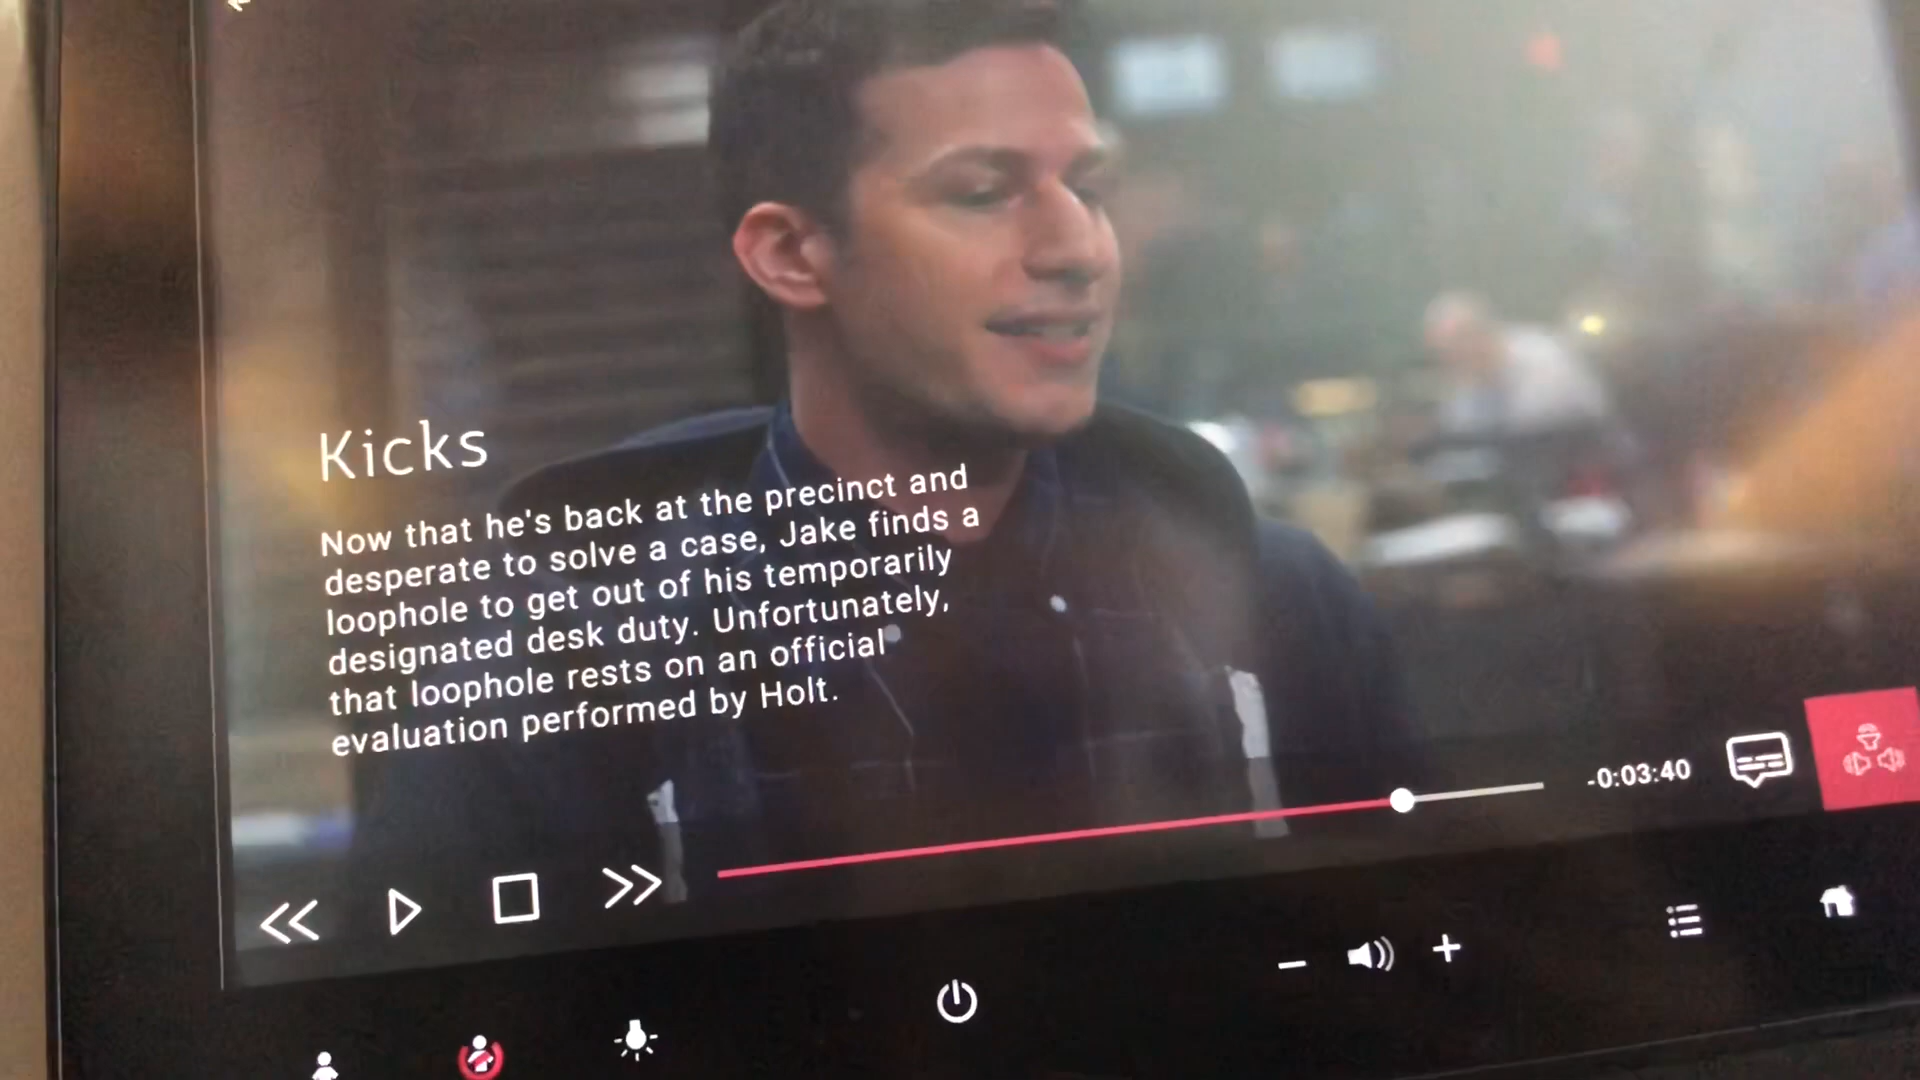 Kicks
Now that he's back at the precinct and
desperate to solve a case, Jake finds a
loophole to get out of his temporarily
designated desk duty. Unfortunately,
that loophole rests on an official
evaluation performed by Holt.
-0:03:40